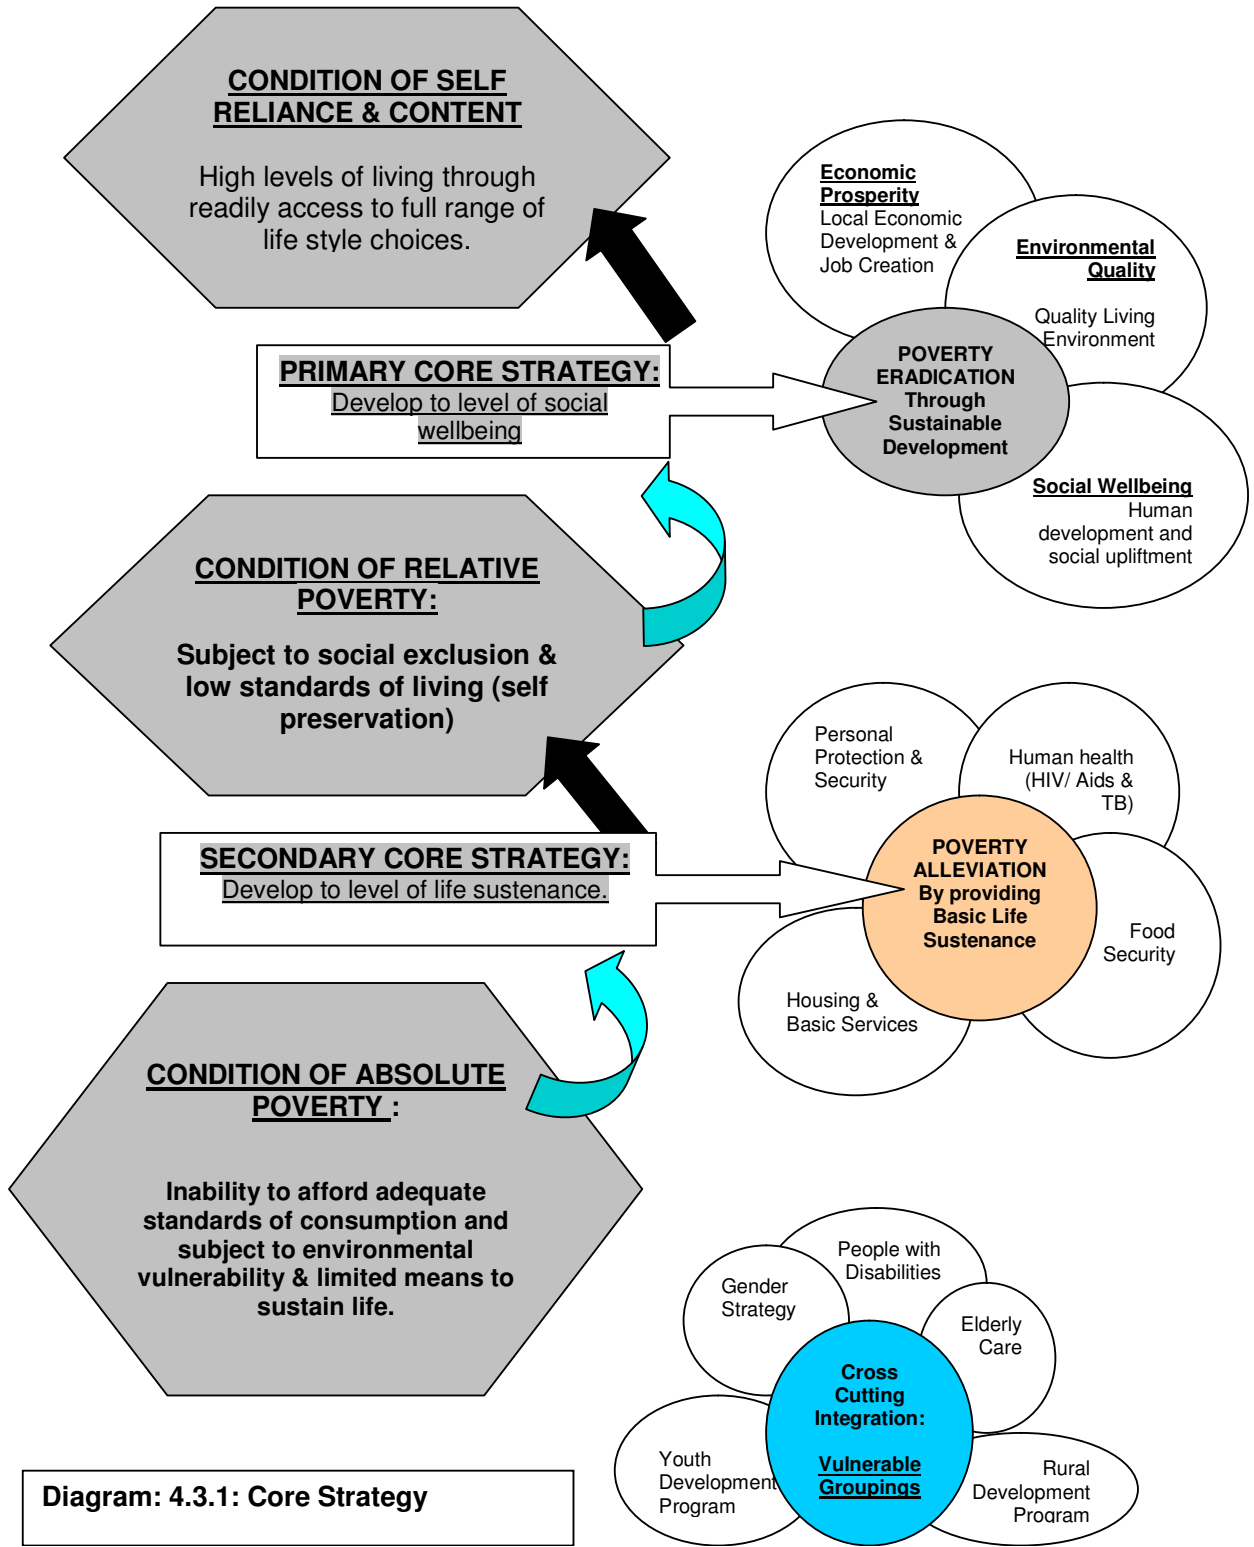 CONDITION OF SELF
RELIANCE & CONTENT
High levels of living through
readily access to full range of
life style choices.
Economic
Prosperity
Local Economic
Development &
Job Creation
Environmental
Quality
Quality Living
Environment
PRIMARY CORE STRATEGY:
Develop to level of social
wellbeing
POVERTY
ERADICATION
Through
Sustainable
Development
Social Wellbeing
Human
development and
social upliftment
CONDITION OF RELATIVE
POVERTY:
Subject to social exclusion &
low standards of living (self
preservation)
Personal
Protection &
Security
Human health
(HIV/ Aids &
TB)
SECONDARY CORE STRATEGY:
Develop to level of life sustenance.
POVERTY
ALLEVIATION
By providing
Basic Life
Sustenance
Food
Security
Housing &
Basic Services
CONDITION OF ABSOLUTE
POVERTY :
Inability to afford adequate
standards of consumption and
subject to environmental
vulnerability & limited means to
sustain life.
People with
Disabilities
Gender
Strategy
Elderly
Care
Cross
Cutting
Integration:
Vulnerable
Groupings
Youth
Development
Program
Rural
Development
Program
Diagram: 4.3.1: Core Strategy